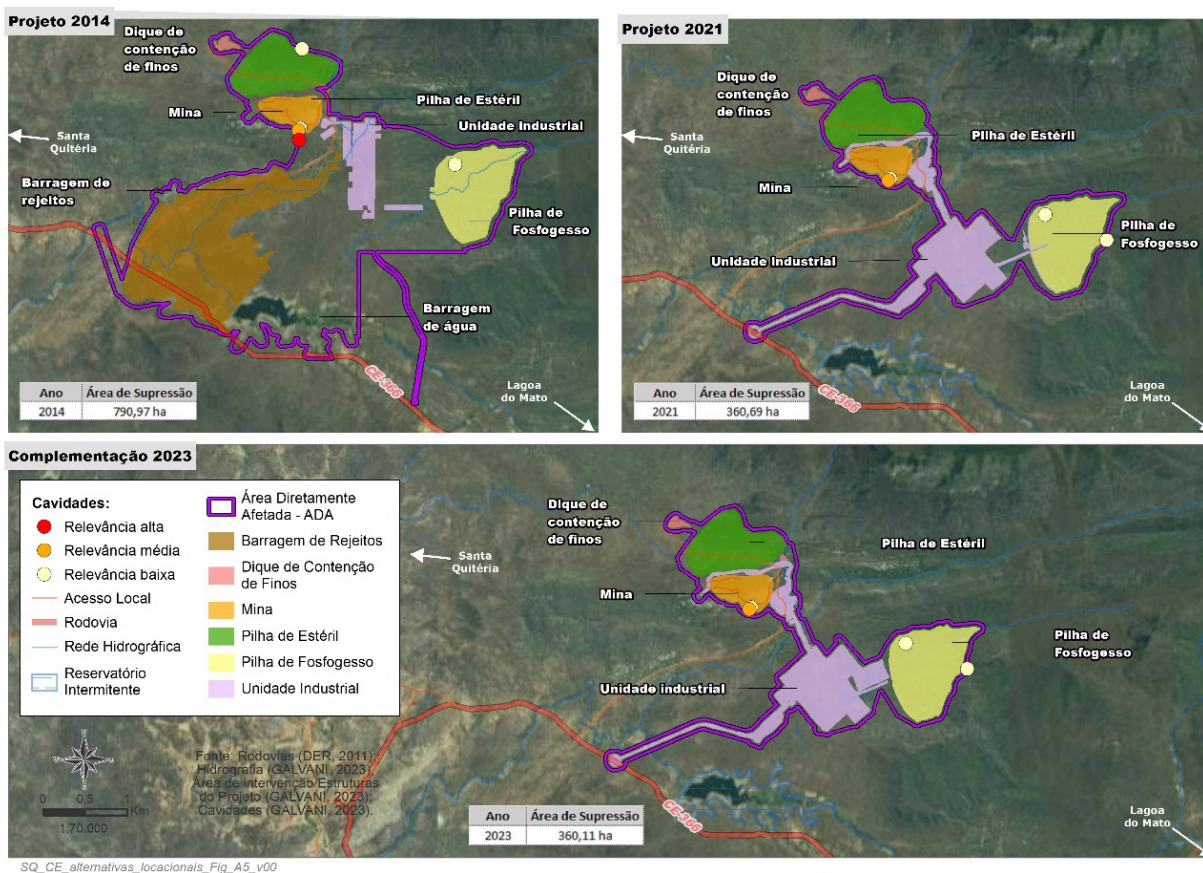 Projeto 2014
Dique de
contenção
de finos
Mina
Pilha de Estéril
Unidade Industrial
Santa
Quitéria
Barragem de
rejeitos
Pilha de
Fosfogesso
Barragem
de água
CE-366
Lagoa
do Mato
Ano Área de Supressão
2014 790,97 ha
Projeto 2021
Dique de
contenção
de finos
Pilha de Estéril
Santa
Quitéria
Mina
Pilha de
Fosfogesso
Unidade Industrial
CE-366
Lagoa
do Mato
Ano Área de Supressão
2021 360,69 ha
Complementação 2023
Cavidades:
Relevância alta
Relevância média
Relevância baixa
Acesso Local
Rodovia
Rede Hidrográfica
Reservatório
Intermitente
Área Diretamente
Afetada - ADA
Barragem de Rejeitos
Dique de Contenção
de Finos
Mina
Pilha de Estéril
Pilha de Fosfogesso
Unidade Industrial
Dique de
contenção
de finos
Santa
Quitéria
Pilha de Estéril
Mina
Pilha de
Fosfogesso
Unidade industrial
CE-366
Lagoa
do Mato
Fonte: Rodovias (DER, 2011);
Hidrografia (GALVANI, 2023);
Área de intervenção/Estruturas
do Projeto (GALVANI, 2023);
Cavidades (GALVANI, 2023).
0 0,5 1
Km
1:70.000
Ano Área de Supressão
2023 360,11 ha
SQ_CE_alternativas_locacionais_Fig_A5_v00